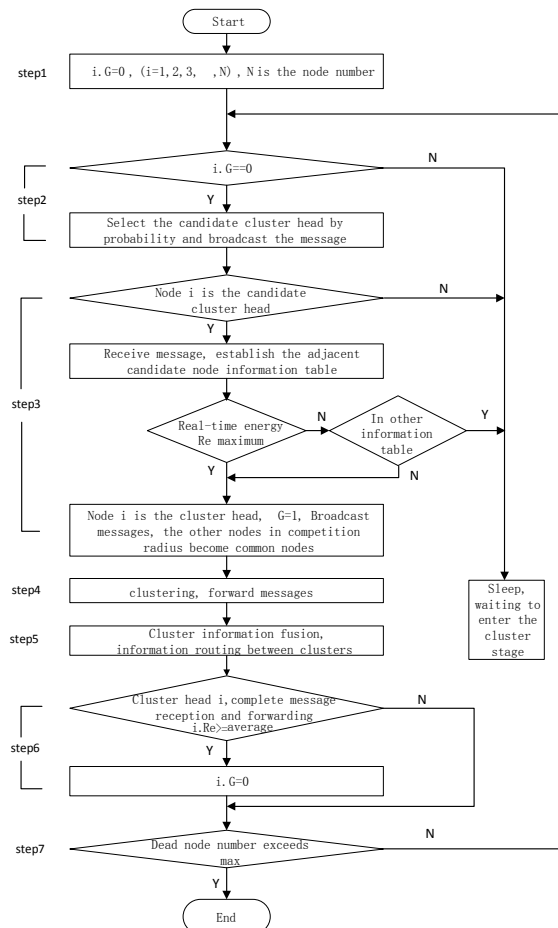 Start
step1
i.G=0, (i=1,2,3, ,N), N is the node number
i.G==0
N
step2
Y
Select the candidate cluster head by
probability and broadcast the message
Node i is the candidate
cluster head
N
Y
Receive message, establish the adjacent
candidate node information table
step3
Real-time energy
Re maximum
N
In other
information
table
Y
Y
N
Node i is the cluster head, G=1, Broadcast
messages, the other nodes in competition
radius become common nodes
step4
clustering, forward messages
Sleep,
waiting to
enter the
cluster
stage
step5
Cluster information fusion,
information routing between clusters
Cluster head i,complete message
reception and forwarding
i.Re>=average
N
step6
Y
i.G=0
step7
Dead node number exceeds
max
N
Y
End